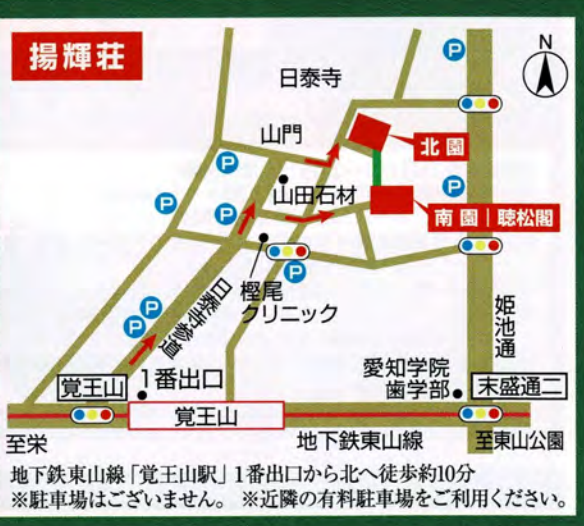 揚輝荘
P
N
日泰寺
山門
北園
P
山田石材
P
P
P
南園|聴松閣
P
樫尾
クリニック
P
P
日泰寺参道
姫池通
愛知学院
歯学部
末盛通二
覚王山
1番出口
覚王山
至栄
地下鉄東山線
至東山公園
地下鉄東山線「覚王山駅」1番出口から北へ徒歩約10分
※駐車場はございません。 ※近隣の有料駐車場をご利用ください。